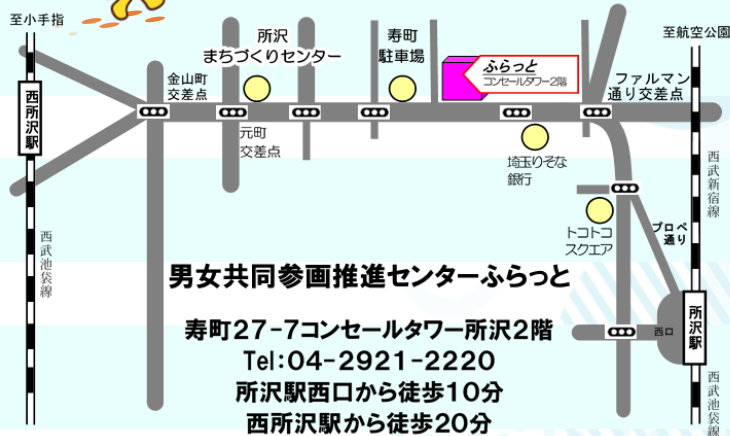 至小手指
所沢
まちづくりセンター
寿町
駐車場
ふらっと
コンセールタワー2階
至航空公園
金山町
交差点
ファルマン
通り交差点
西所沢駅
元町
交差点
埼玉りそな
銀行
西武新宿線
トコトコ
スクエア
プロペ
通り
西武池袋線
男女共同参画推進センターふらっと
寿町27-7コンセールタワー所沢2階
Tel:04-2921-2220
所沢駅西口から徒歩10分
西所沢駅から徒歩20分
西口
所沢駅
西武池袋線